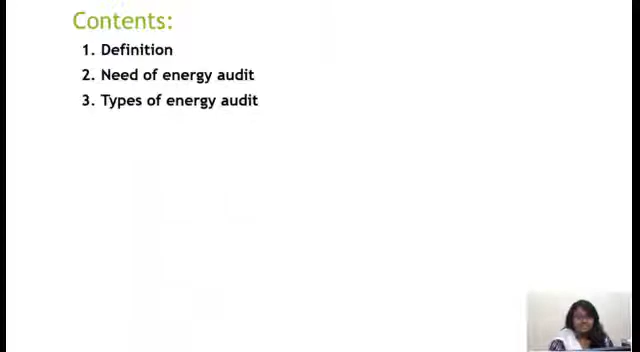 Contents:
1. Definition
2. Need of energy audit
3. Types of energy audit